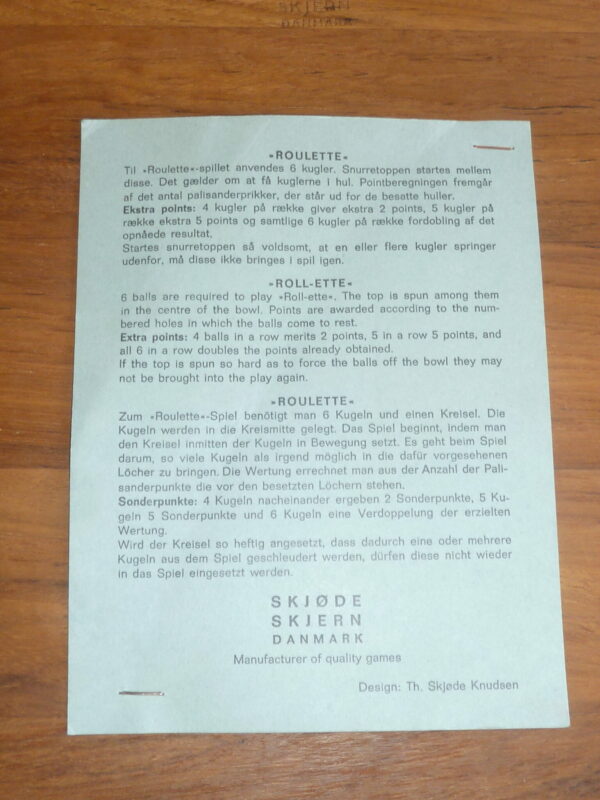 SKJERN
DANMARK
»ROULETTE«
Til »Roulette«-spillet anvendes 6 kugler. Snurretoppen startes mellem
disse. Det gælder om at få kuglerne i hul. Pointberegningen fremgår
af det antal palisanderprikker, der står ud for de besatte huller.
Ekstra points: 4 kugler på række giver ekstra 2 points, 5 kugler på
række ekstra 5 points og samtlige 6 kugler på række fordobling af det
opnåede resultat.
Startes snurretoppen så voldsomt, at en eller flere kugler springer
udenfor, må disse ikke bringes i spil igen.
»ROLL-ETTE«
6 balls are required to play »Roll-ette«. The top is spun among them
in the centre of the bowl. Points are awarded according to the num-
bered holes in which the balls come to rest.
Extra points: 4 balls in a row merits 2 points, 5 in a row 5 points, and
all 6 in a row doubles the points already obtained.
If the top is spun so hard as to force the balls off the bowl they may
not be brought into the play again.
»ROULETTE«
Zum »Roulette«-Spiel benötigt man 6 Kugeln und einen Kreisel. Die
Kugeln werden in die Kreismitte gelegt. Das Spiel beginnt, indem man
den Kreisel inmitten der Kugeln in Bewegung setzt. Es geht beim Spiel
darum, so viele Kugeln als irgend möglich in die dafür vorgesehenen
Löcher zu bringen. Die Wertung errechnet man aus der Anzahl der Pali-
sanderpunkte die vor den besetzten Löchern stehen.
Sonderpunkte: 4 Kugeln nacheinander ergeben 2 Sonderpunkte, 5 Ku-
geln 5 Sonderpunkte und 6 Kugeln eine Verdoppelung der erzielten
Wertung.
Wird der Kreisel so heftig angesetzt, dass dadurch eine oder mehrere
Kugeln aus dem Spiel geschleudert werden, dürfen diese nicht wieder
in das Spiel eingesetzt werden.
SKJØDE
SKJERN
DANMARK
Manufacturer of quality games
Design: Th. Skjøde Knudsen